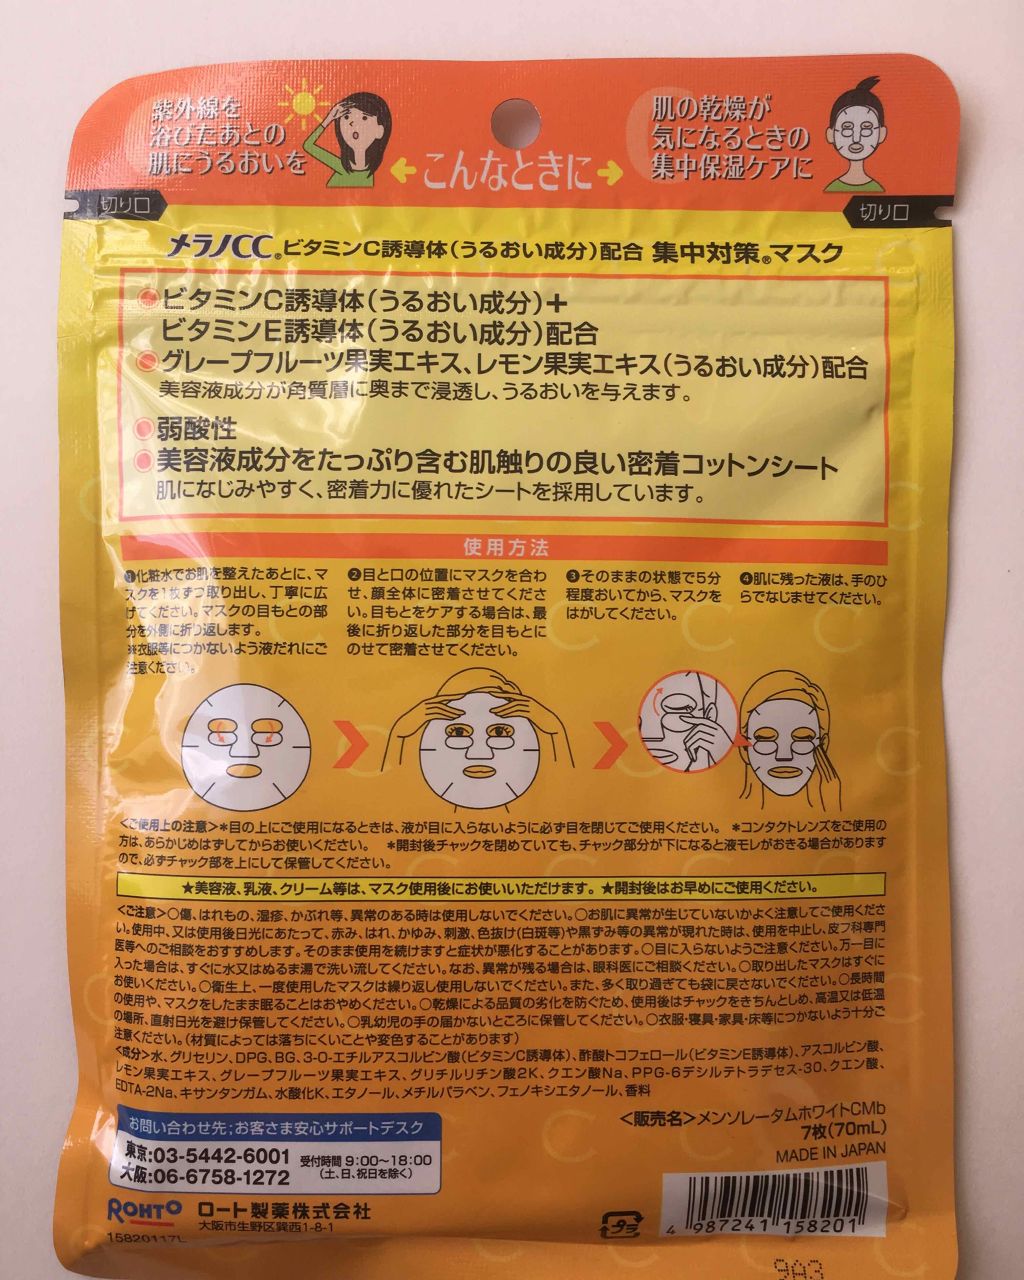 紫外線を
浴びたあとの
肌にうるおいを
こんなときに
肌の乾燥が
気になるときの
集中保湿ケアに
切り口
切り口
メラノCC®ビタミンC誘導体(うるおい成分)配合 集中対策®マスク
●ビタミンC誘導体(うるおい成分)+
ビタミンE誘導体(うるおい成分)配合
●グレープフルーツ果実エキス、レモン果実エキス(うるおい成分)配合
美容液成分が角質層に奥まで浸透し、うるおいを与えます。
●弱酸性
●美容液成分をたっぷり含む肌触りの良い密着コットンシート
肌になじみやすく、密着力に優れたシートを採用しています。
使用方法
❶化粧水でお肌を整えたあとに、マ
スクを1枚ずつ取り出し、丁寧に広
げてください。マスクの目もとの部
分を外側に折り返します。
※衣服等につかないよう液だれにご
注意ください。
❷目と口の位置にマスクを合わ
せ、顔全体に密着させてくださ
い。目もとをケアする場合は、最
後に折り返した部分を目もとに
のせて密着させてください。
❸そのままの状態で5分
程度おいてから、マスクを
はがしてください。
❹肌に残った液は、手のひ
らでなじませてください。
<ご使用上の注意>＊目の上にご使用になるときは、液が目に入らないように必ず目を閉じてご使用ください。 ＊コンタクトレンズをご使用の
方は、あらかじめはずしてからお使いください。 ＊開封後チャックを閉めていても、チャック部分が下になると液モレがおきる場合があります
ので、必ずチャック部を上にして保管してください。
★美容液、乳液、クリーム等は、マスク使用後にお使いいただけます。★開封後はお早めにご使用ください。
<ご注意>○傷、はれもの、湿疹、かぶれ等、異常のある時は使用しないでください。○お肌に異常が生じていないかよく注意してご使用くださ
い。使用中、又は使用後日光にあたって、赤み、はれ、かゆみ、刺激、色抜け(白斑等)や黒ずみ等の異常が現れた時は、使用を中止し、皮フ科専門
医等へのご相談をおすすめします。そのまま使用を続けますと症状が悪化することがあります。○目に入らないようご注意ください。万一目に
入った場合は、すぐに水又はぬるま湯で洗い流してください。なお、異常が残る場合は、眼科医にご相談ください。○取り出したマスクはすぐに
お使いください。○衛生上、一度使用したマスクは繰り返し使用しないでください。また、多く取り過ぎても袋に戻さないでください。○長時間
の使用や、マスクをしたまま眠ることはおやめください。○乾燥による品質の劣化を防ぐため、使用後はチャックをきちんとしめ、高温又は低温
の場所、直射日光を避け保管してください。○乳幼児の手の届かないところに保管してください。○衣服・寝具・家具・床等につかないよう十分ご
注意ください。(材質によっては落ちにくいことや変色することがあります)
<成分>水、グリセリン、DPG、BG、3-O-エチルアスコルビン酸(ビタミンC誘導体)、酢酸トコフェロール(ビタミンE誘導体)、アスコルビン酸、
レモン果実エキス、グレープフルーツ果実エキス、グリチルリチン酸2K、クエン酸Na、PPG-6デシルテトラデセス-30、クエン酸、
EDTA-2Na、キサンタンガム、水酸化K、エタノール、メチルパラベン、フェノキシエタノール、香料
<販売名>メンソレータムホワイトCMb
7枚(70mL)
MADE IN JAPAN
お問い合わせ先;お客さま安心サポートデスク
東京:03-5442-6001
大阪:06-6758-1272
受付時間 9:00〜18:00
(土、日、祝日を除く)
ROHTO ロート製薬株式会社
大阪市生野区巽西1-8-1
15820117L
プラ
4 987241 158201
9A3